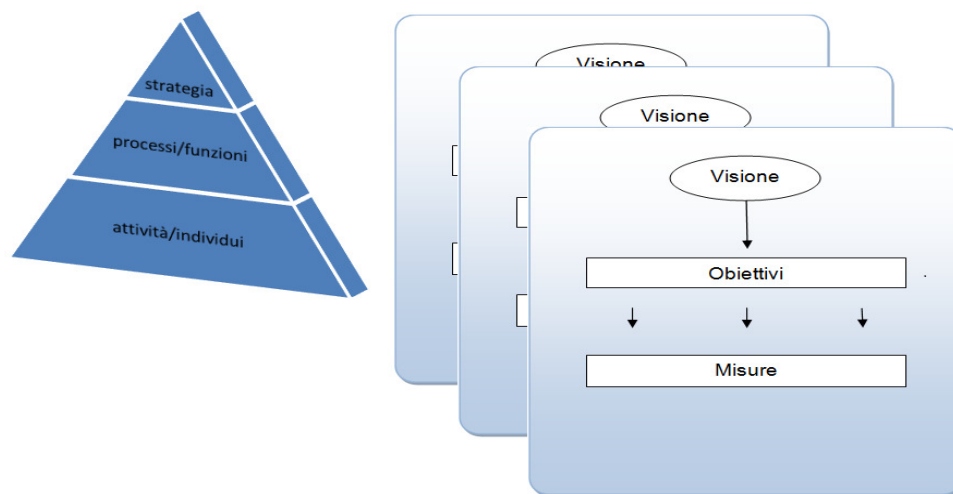 strategia
processi/funzioni
attività/individui
Visione
Visione
Visione
Obiettivi
Misure